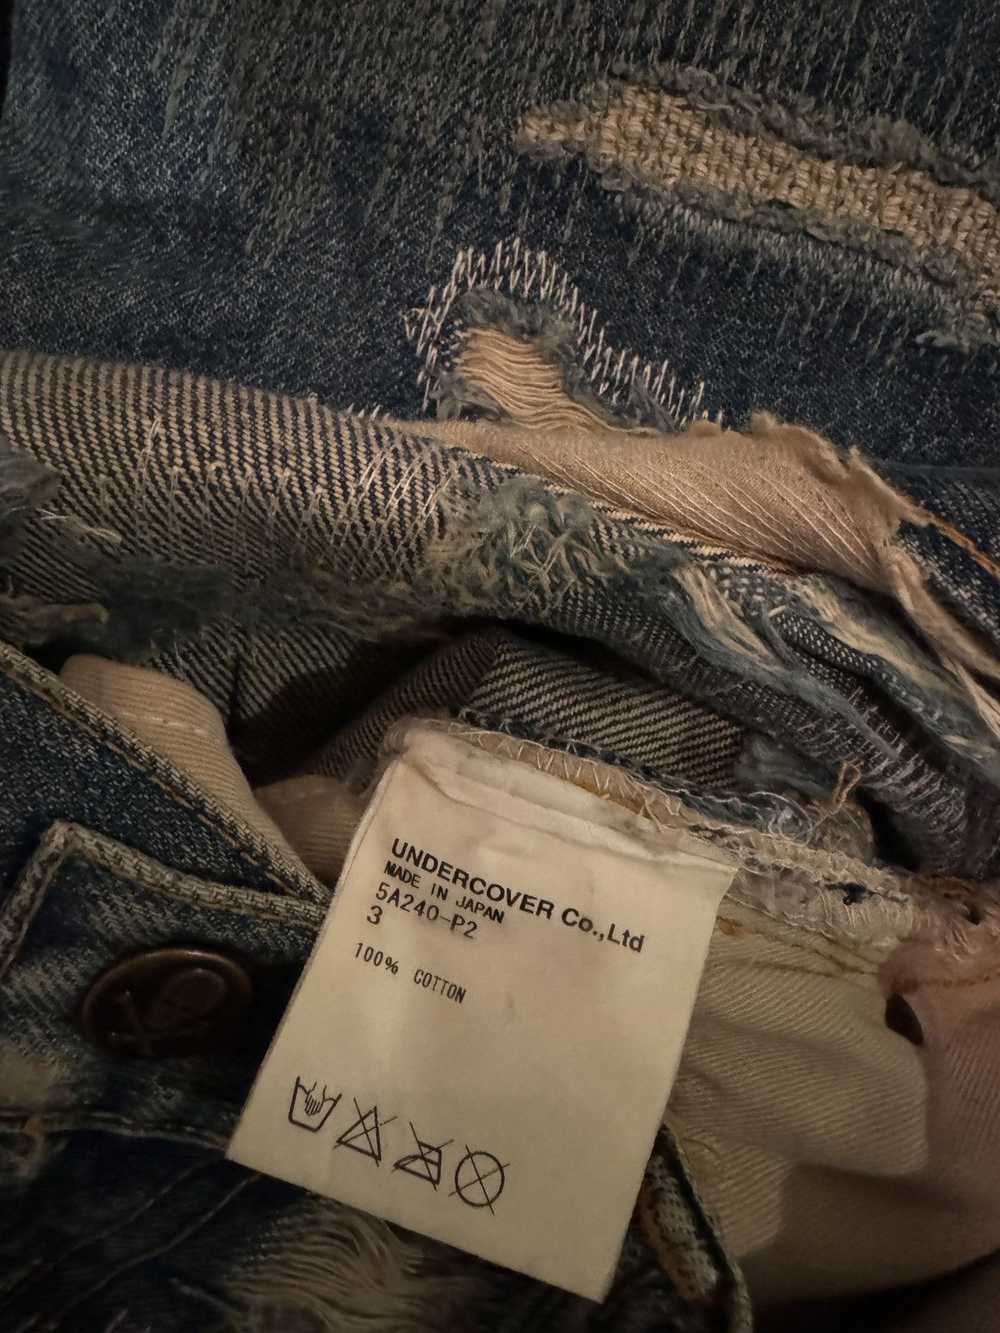 UNDERCOVER Co.,Ltd
MADE IN JAPAN
5A240-P2
3
100% COTTON